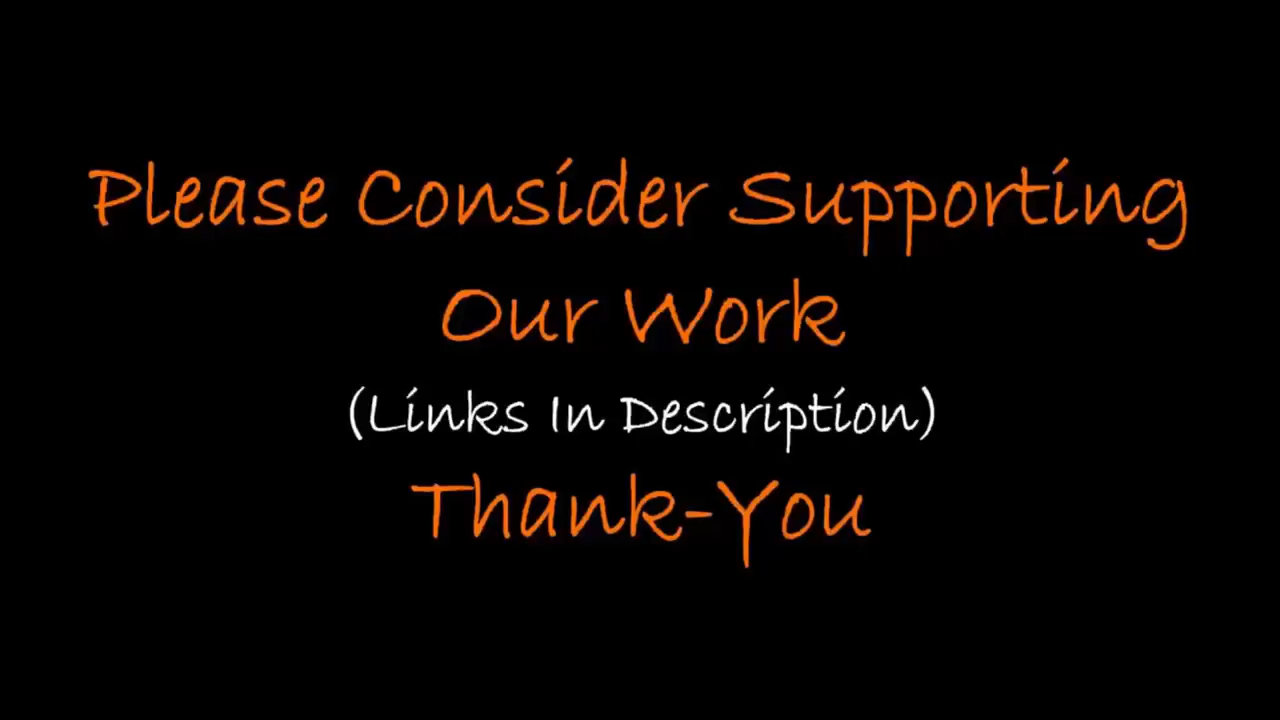 Please Consider Supporting
Our Work
(Links In Description)
Thank-You